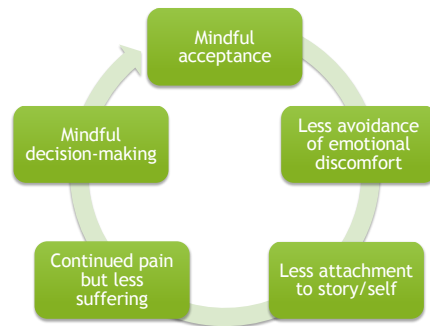 Mindful
acceptance
Less avoidance
of emotional
discomfort
Less attachment
to story/self
Continued pain
but less
suffering
Mindful
decision-making